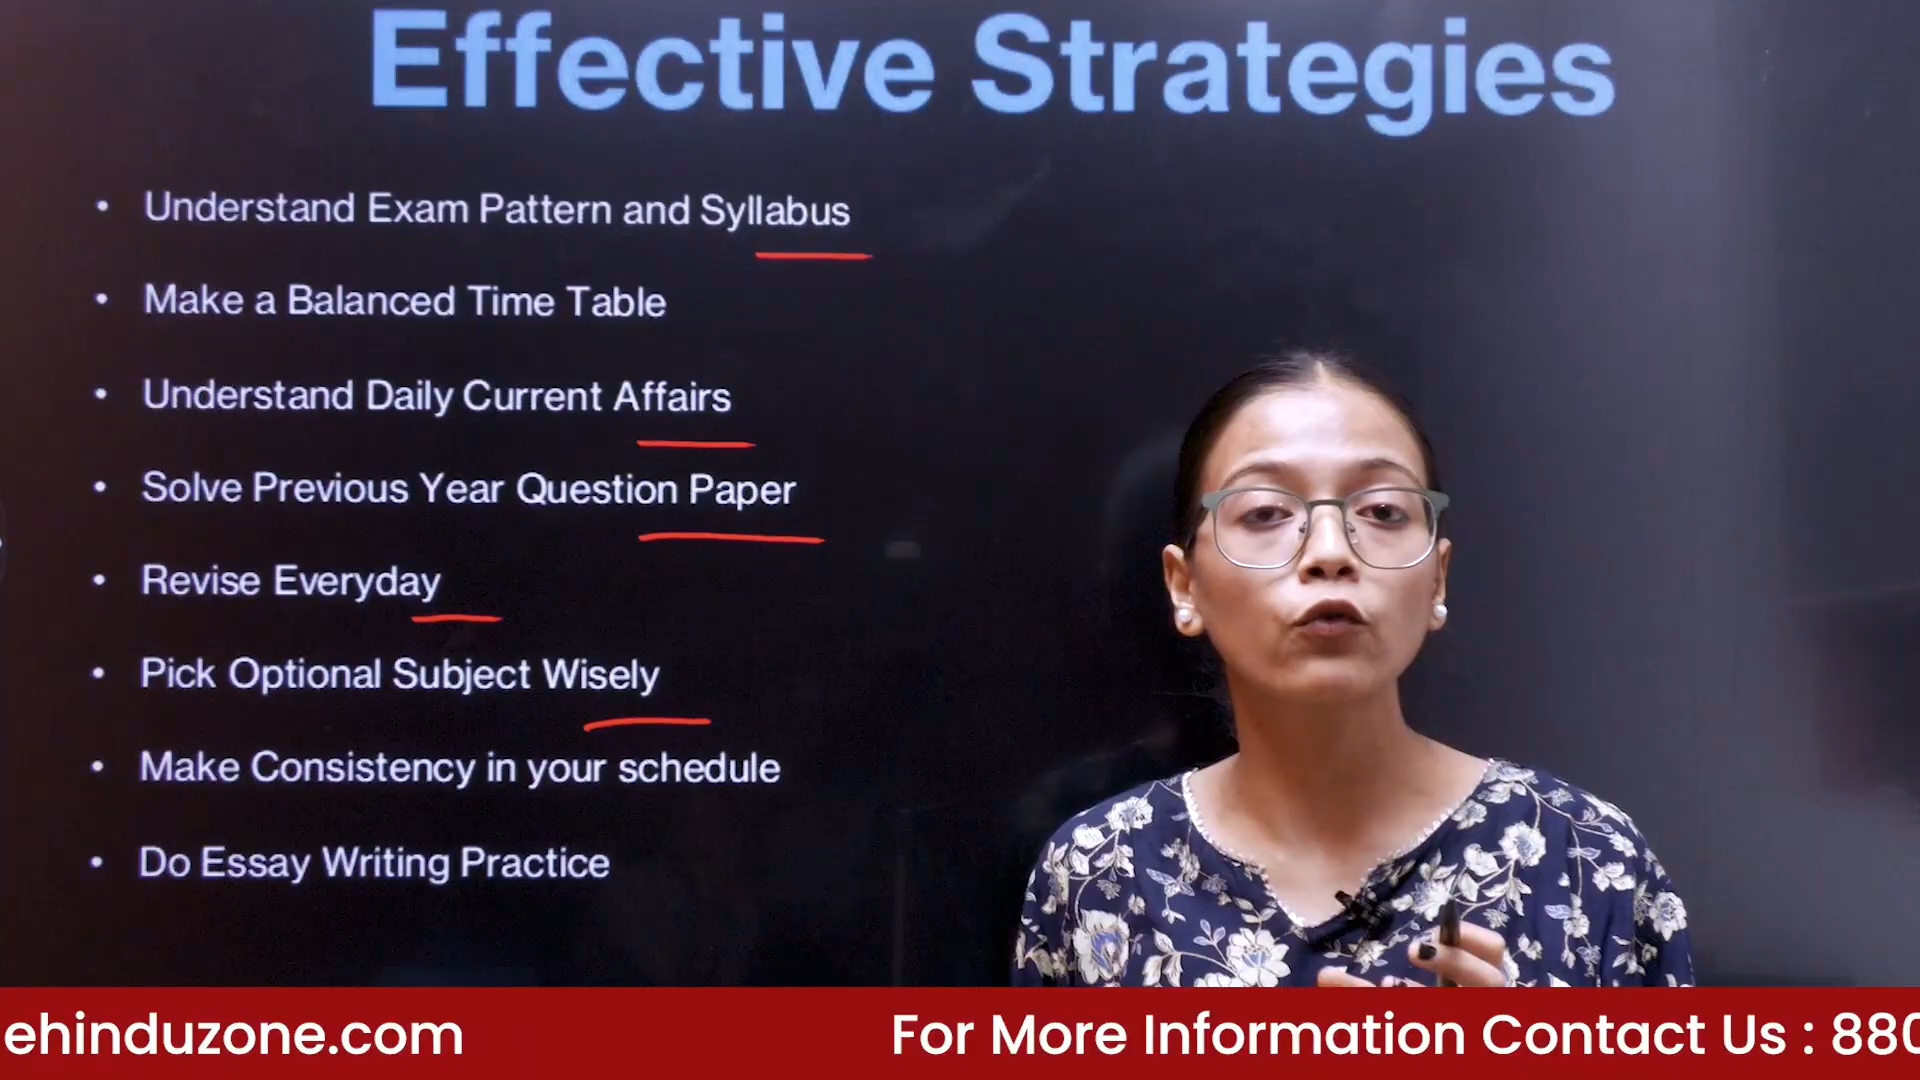 Effective Strategies
• Understand Exam Pattern and Syllabus
• Make a Balanced Time Table
• Understand Daily Current Affairs
• Solve Previous Year Question Paper
• Revise Everyday
• Pick Optional Subject Wisely
• Make Consistency in your schedule
• Do Essay Writing Practice
ehinduzone.com For More Information Contact Us : 880